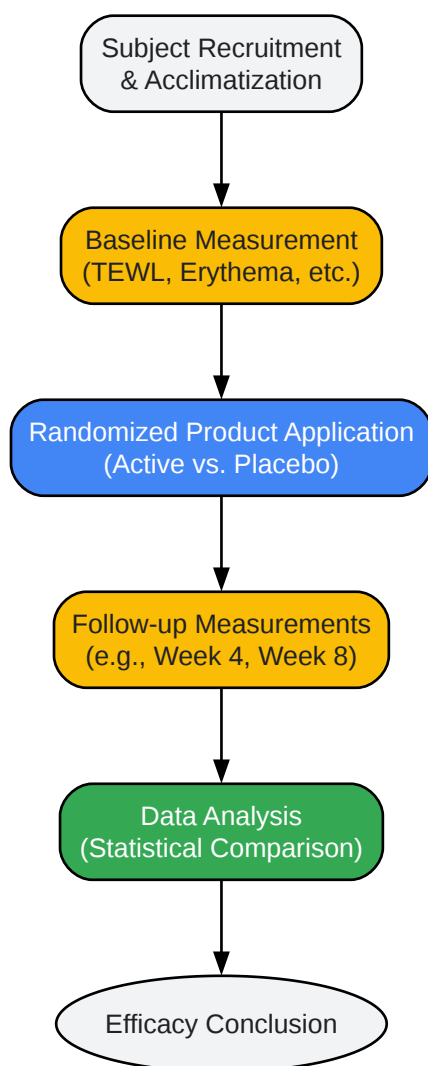 Subject Recruitment
& Acclimatization
Baseline Measurement
(TEWL, Erythema, etc.)
Randomized Product Application
(Active vs. Placebo)
Follow-up Measurements
(e.g., Week 4, Week 8)
Data Analysis
(Statistical Comparison)
Efficacy Conclusion